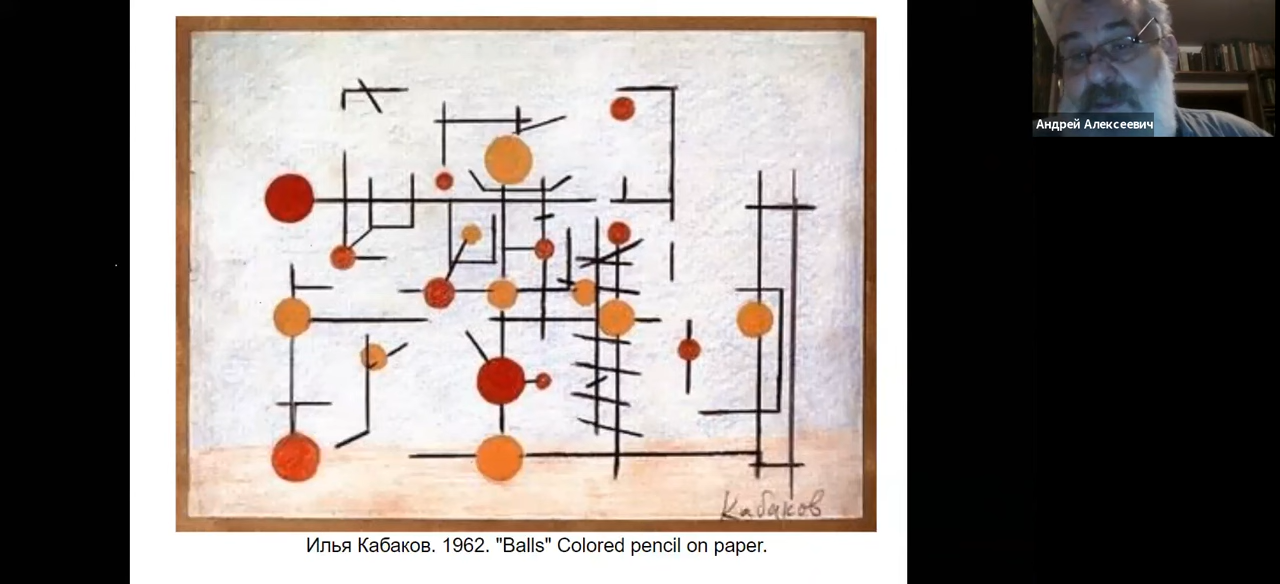 Андрей Алексеевич
Кабаков
Илья Кабаков. 1962. "Balls" Colored pencil on paper.